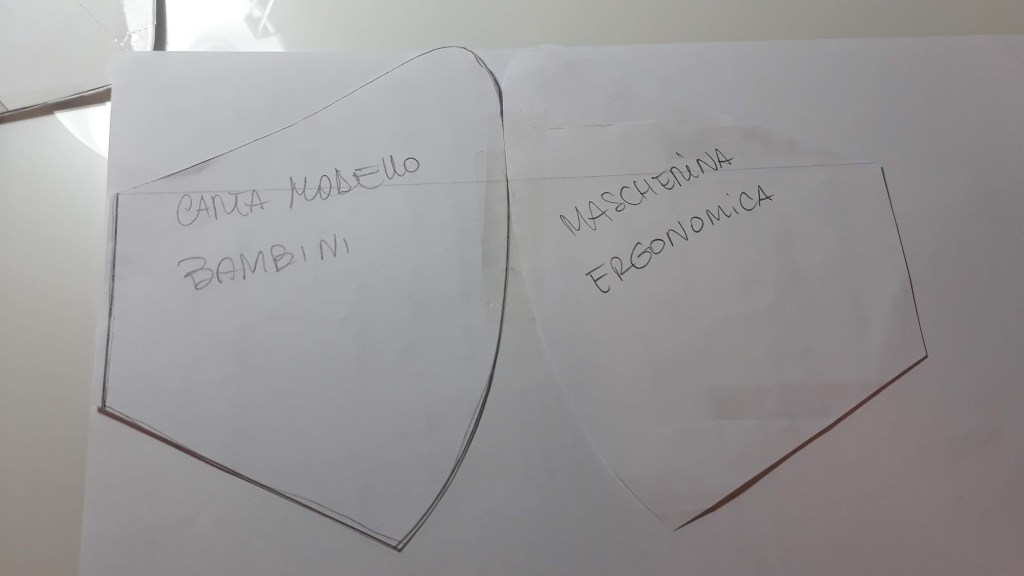 CARTA MODELLO
BAMBINI
MASCHERINA
ERGONOMICA